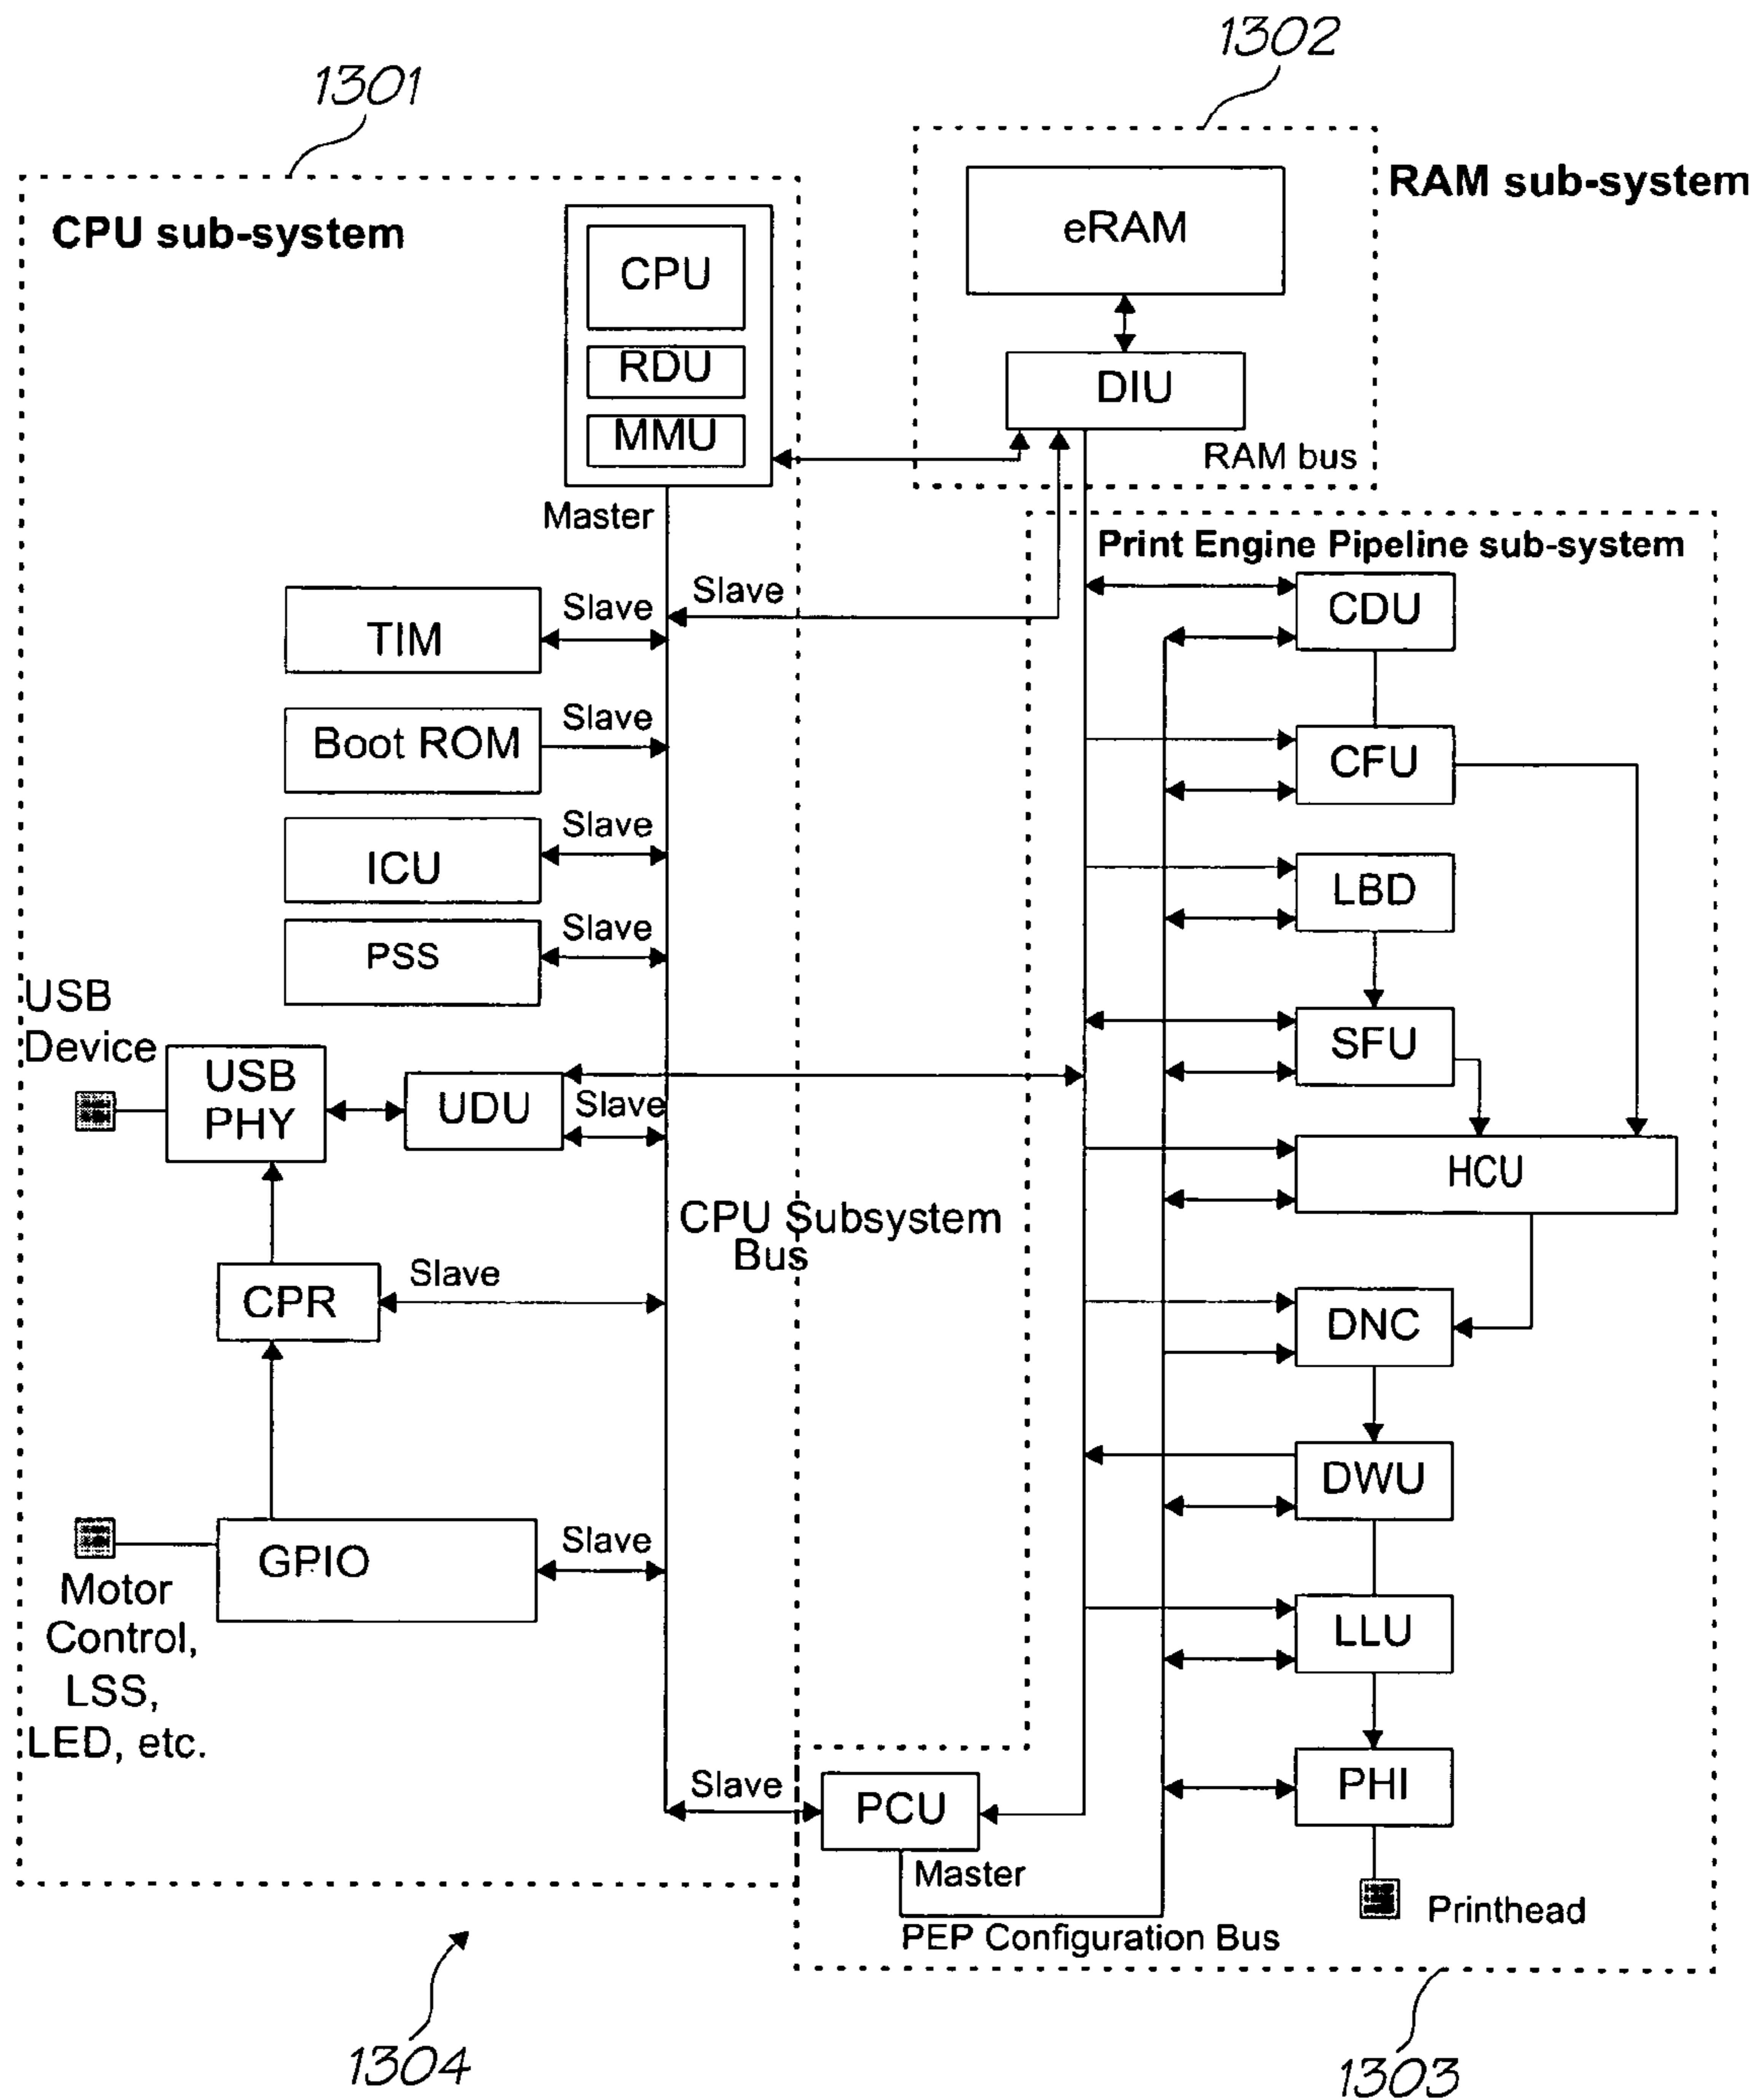 1302
1301
RAM sub-system
CPU sub-system
eRAM
CPU
RDU
DIU
MMU
RAM bus
Master
Print Engine Pipeline sub-system
Slave
Slave
CDU
TIM
Slave
Boot ROM
CFU
Slave
ICU
LBD
Slave
PSS
USB
Device
SFU
USB
PHY
UDU
Slave
HCU
CPU Subsystem
Bus
Slave
CPR
DNC
DWU
Slave
GPIO
Motor
Control,
LSS,
LED, etc.
LLU
Slave
PCU
PHI
Master
Printhead
PEP Configuration Bus
1304
1303